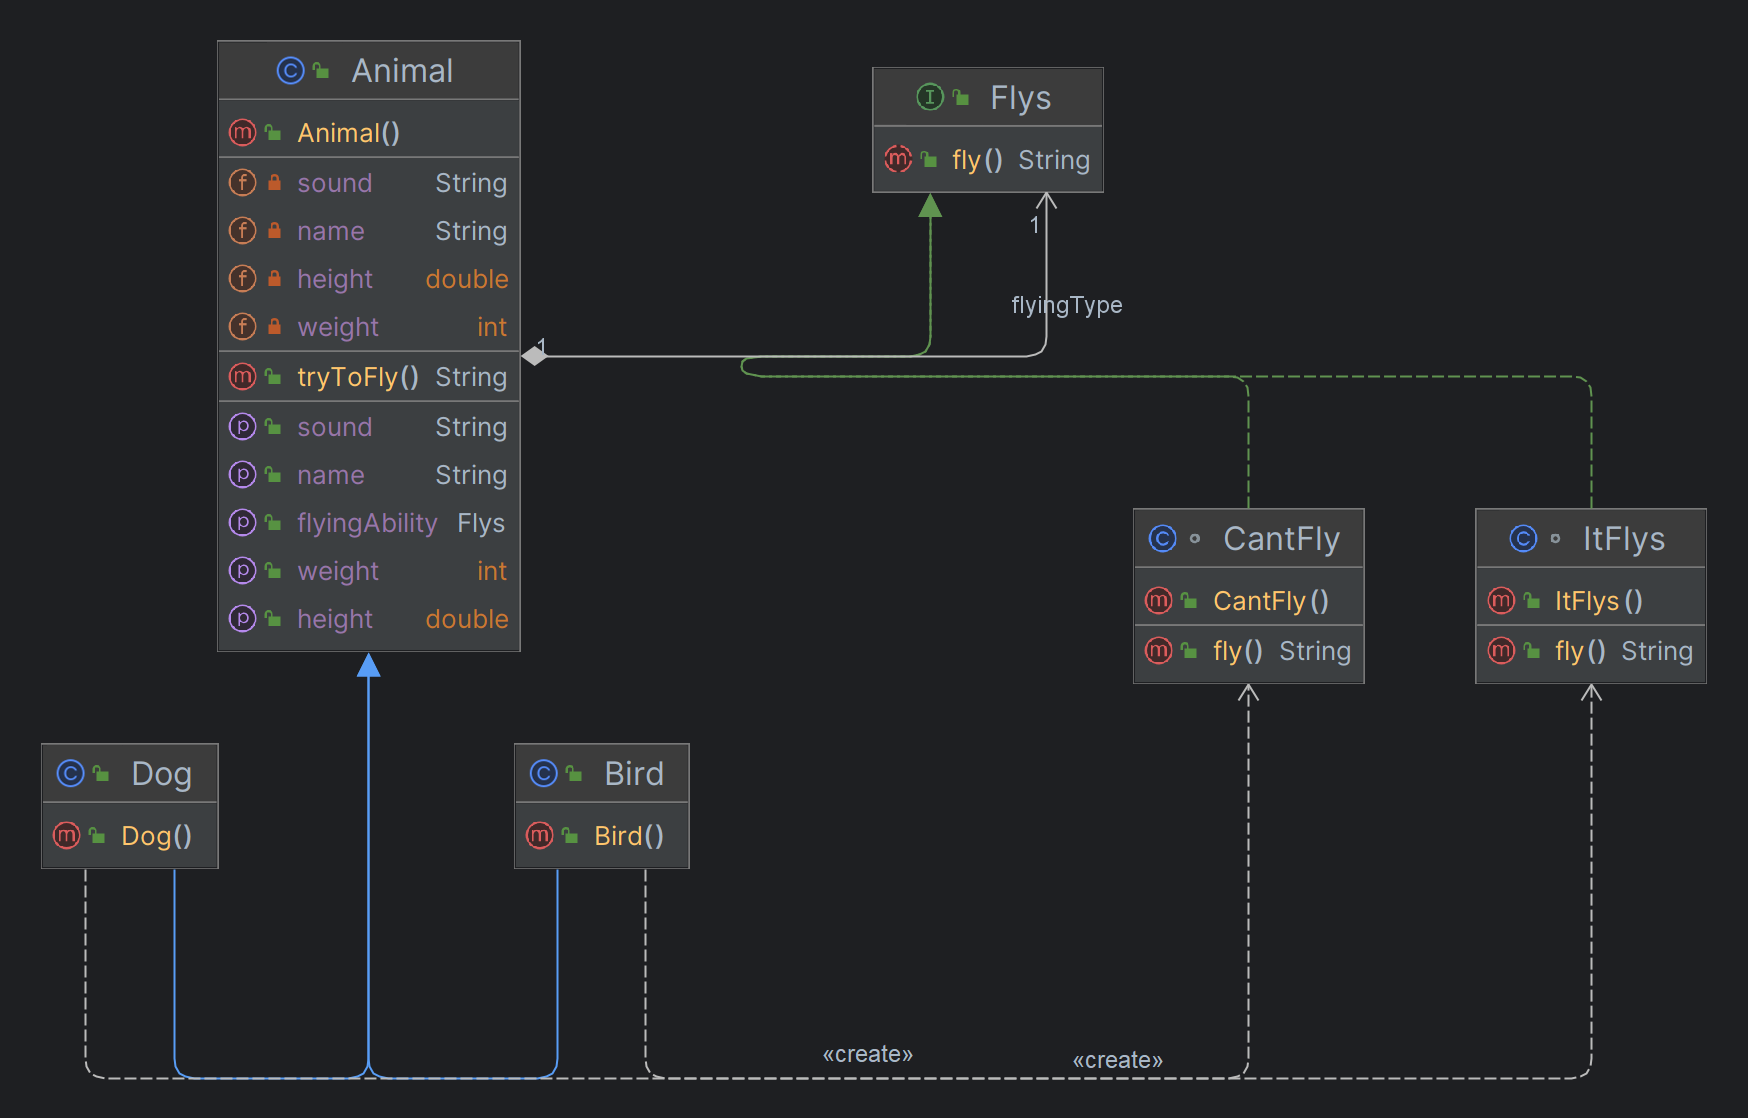 Animal
Animal()
sound String
name String
height double
weight int
tryToFly() String
sound String
name String
flyingAbility Flys
weight int
height double
1
Flys
fly() String
1
flyingType
CantFly
CantFly()
fly() String
ItFlys
ItFlys()
fly() String
Dog
Dog()
Bird
Bird()
«create»
«create»